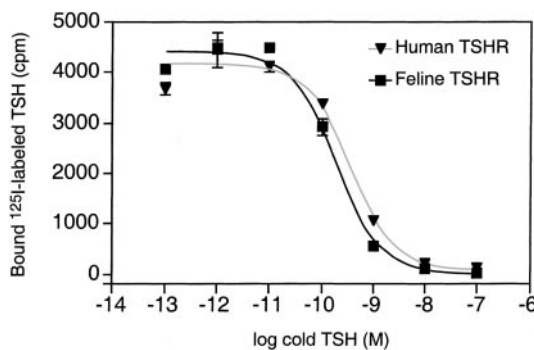 Bound ¹²⁵I-labeled TSH (cpm)
5000
4000
3000
2000
1000
0
Human TSHR
Feline TSHR
-14 -13 -12 -11 -10 -9 -8 -7 -6
log cold TSH (M)